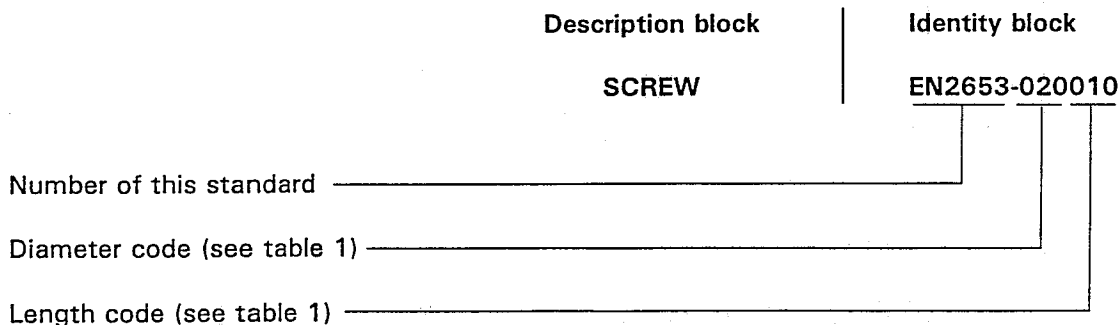 Description block Identity block
SCREW EN2653-020010
Number of this standard
Diameter code (see table 1)
Length code (see table 1)